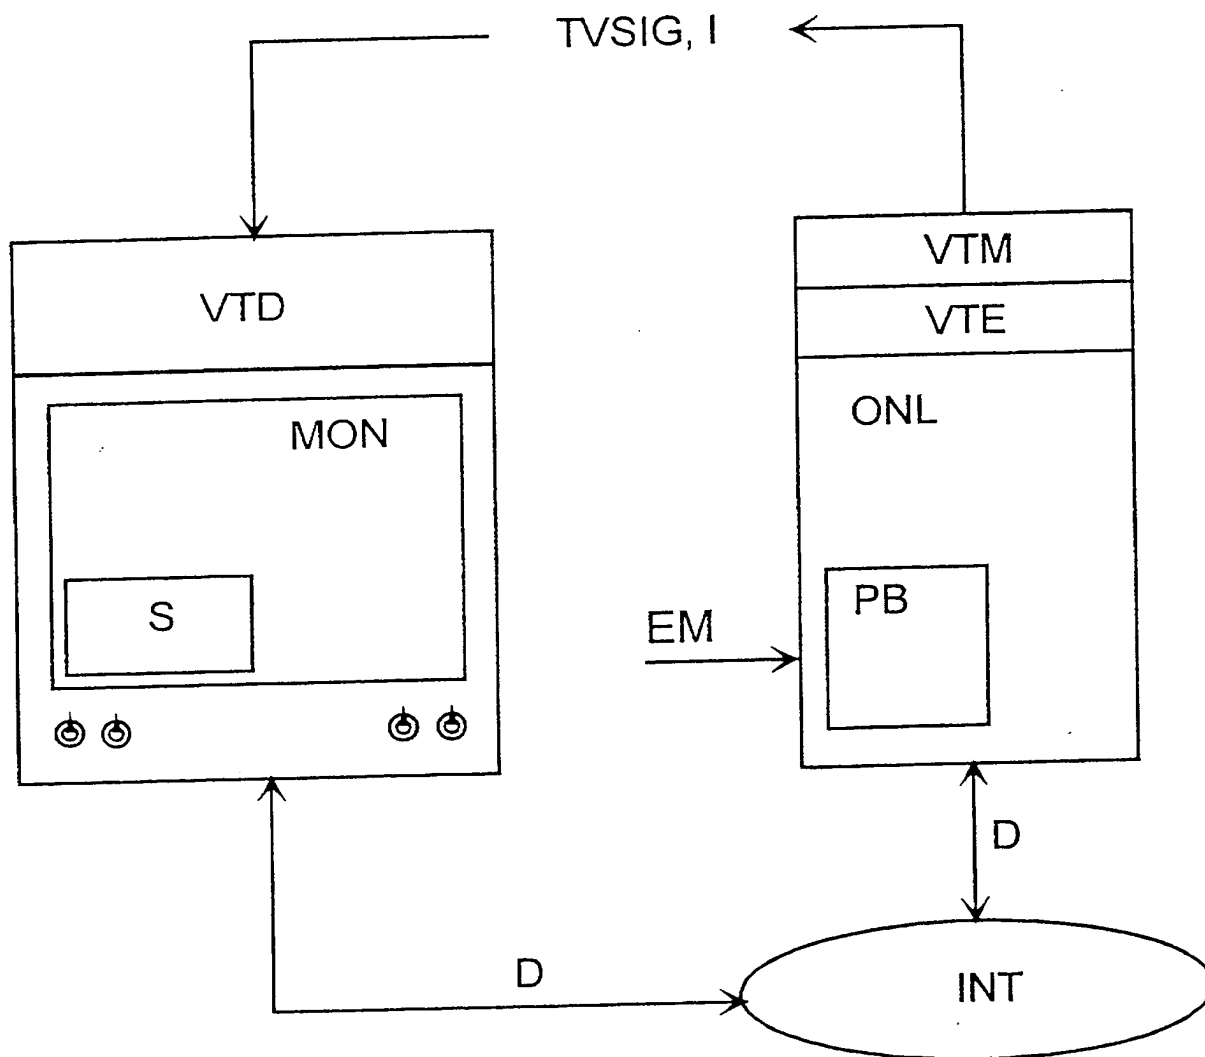 TVSIG, I
VTM
VTD
VTE
ONL
MON
PB
S
EM
D
D
INT